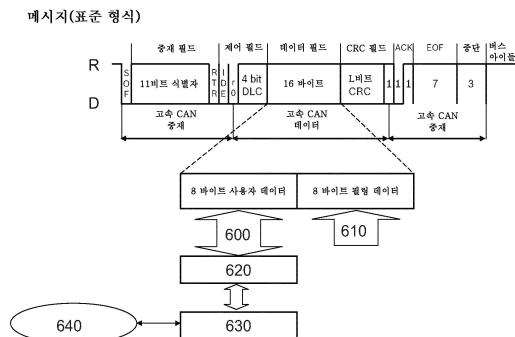 메시지(표준 형식)
중재 필드 제어 필드 데이터 필드 CRC 필드 ACK EOF 중단 버스 아이들
R
D
SOF 11비트 식별자 RTR IDE r0 4 bit DLC 16 바이트 L비트 CRC 1 1 1 7 3
고속 CAN 중재 고속 CAN 데이터 고속 CAN 중재
8 바이트 사용자 데이터 8 바이트 필링 데이터
600 610
620
640 630